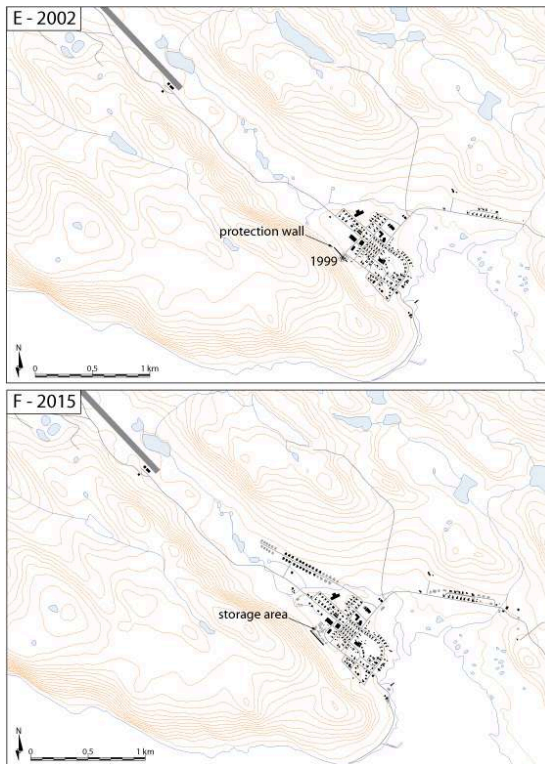 E - 2002
protection wall
1999
N
0 0,5 1 km
F - 2015
storage area
N
0 0,5 1 km